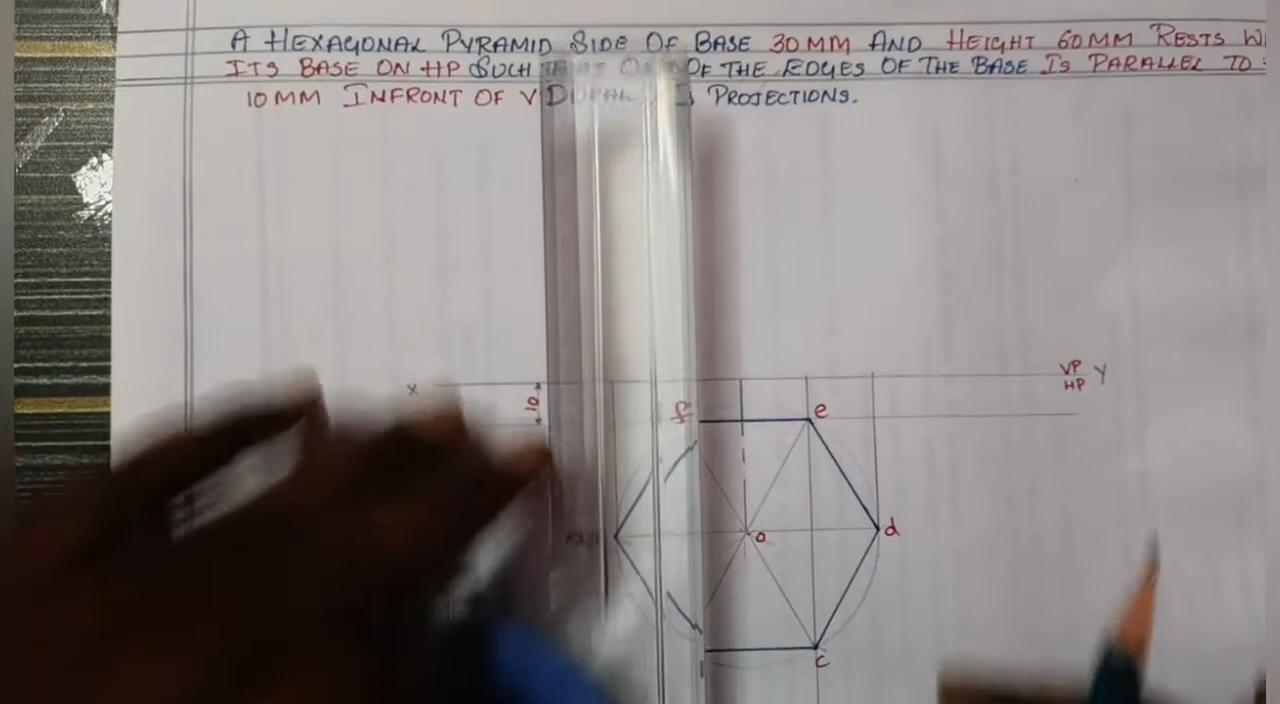 A HEXAGONAL PYRAMID SIDE OF BASE 30 MM AND HEIGHT 60 MM RESTS
ITS BASE ON HP SUCH OF THE EDGES OF THE BASE IS PARALLEL TO
10 MM INFRONT OF PROJECTIONS.
X
VP
HP
Y
10
f
e
o
d
c